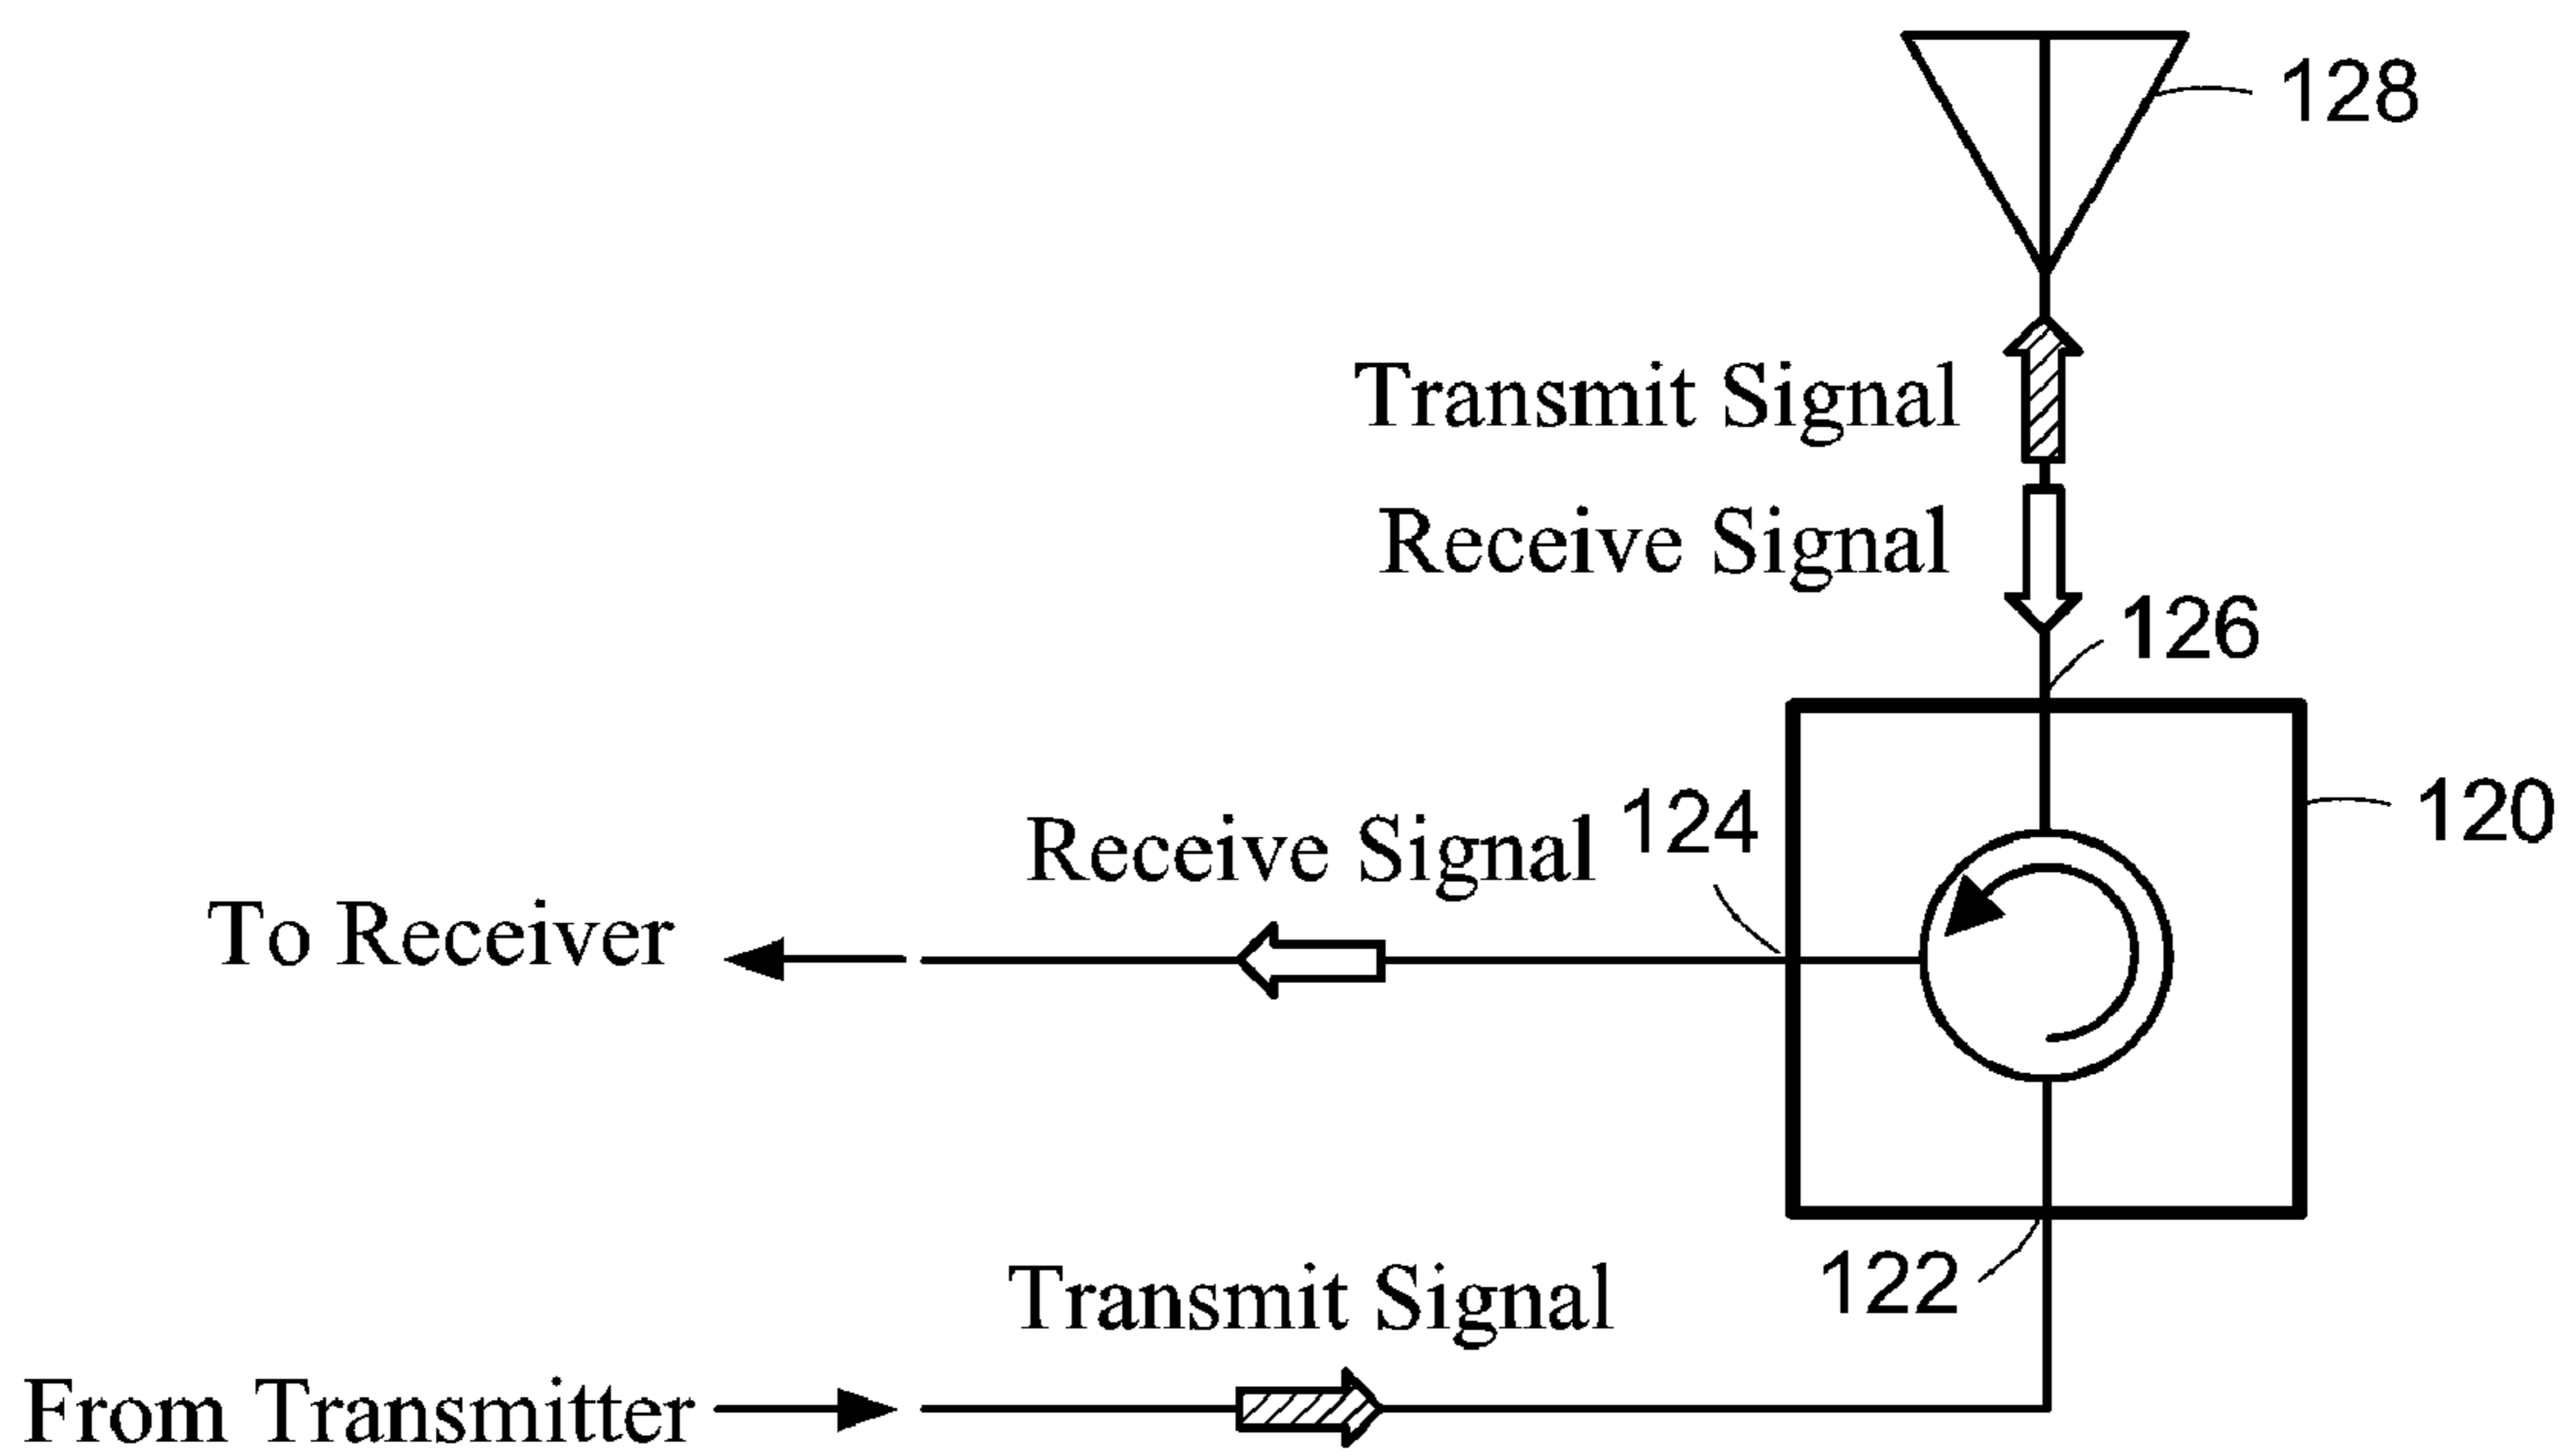 128
Transmit Signal
Receive Signal
126
124
120
Receive Signal
To Receiver
122
Transmit Signal
From Transmitter